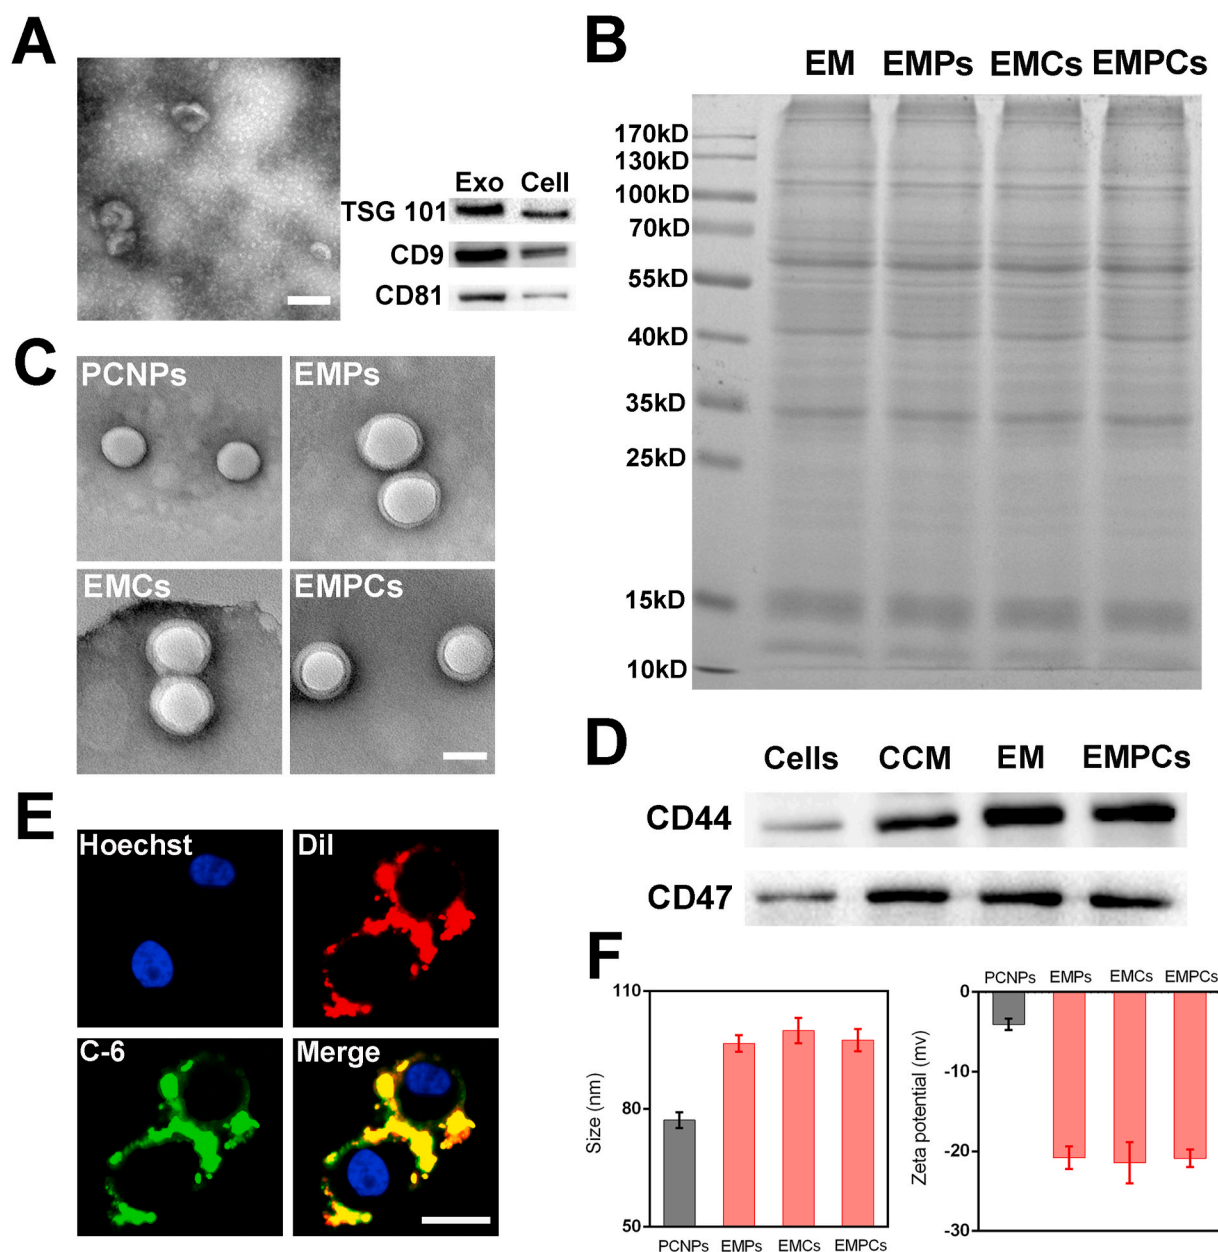 A
Exo Cell
TSG 101
CD9
CD81
B
EM EMPs EMCs EMPCs
170kD
130kD
100kD
70kD
55kD
40kD
35kD
25kD
15kD
10kD
C
PCNPs EMPs
EMCs EMPCs
D
Cells CCM EM EMPCs
CD44
CD47
E
Hoechst DiI
C-6 Merge
F
110
80
50
Size (nm)
PCNPs EMPs EMCs EMPCs
PCNPs EMPs EMCs EMPCs
0
-10
-20
-30
Zeta potential (mv)